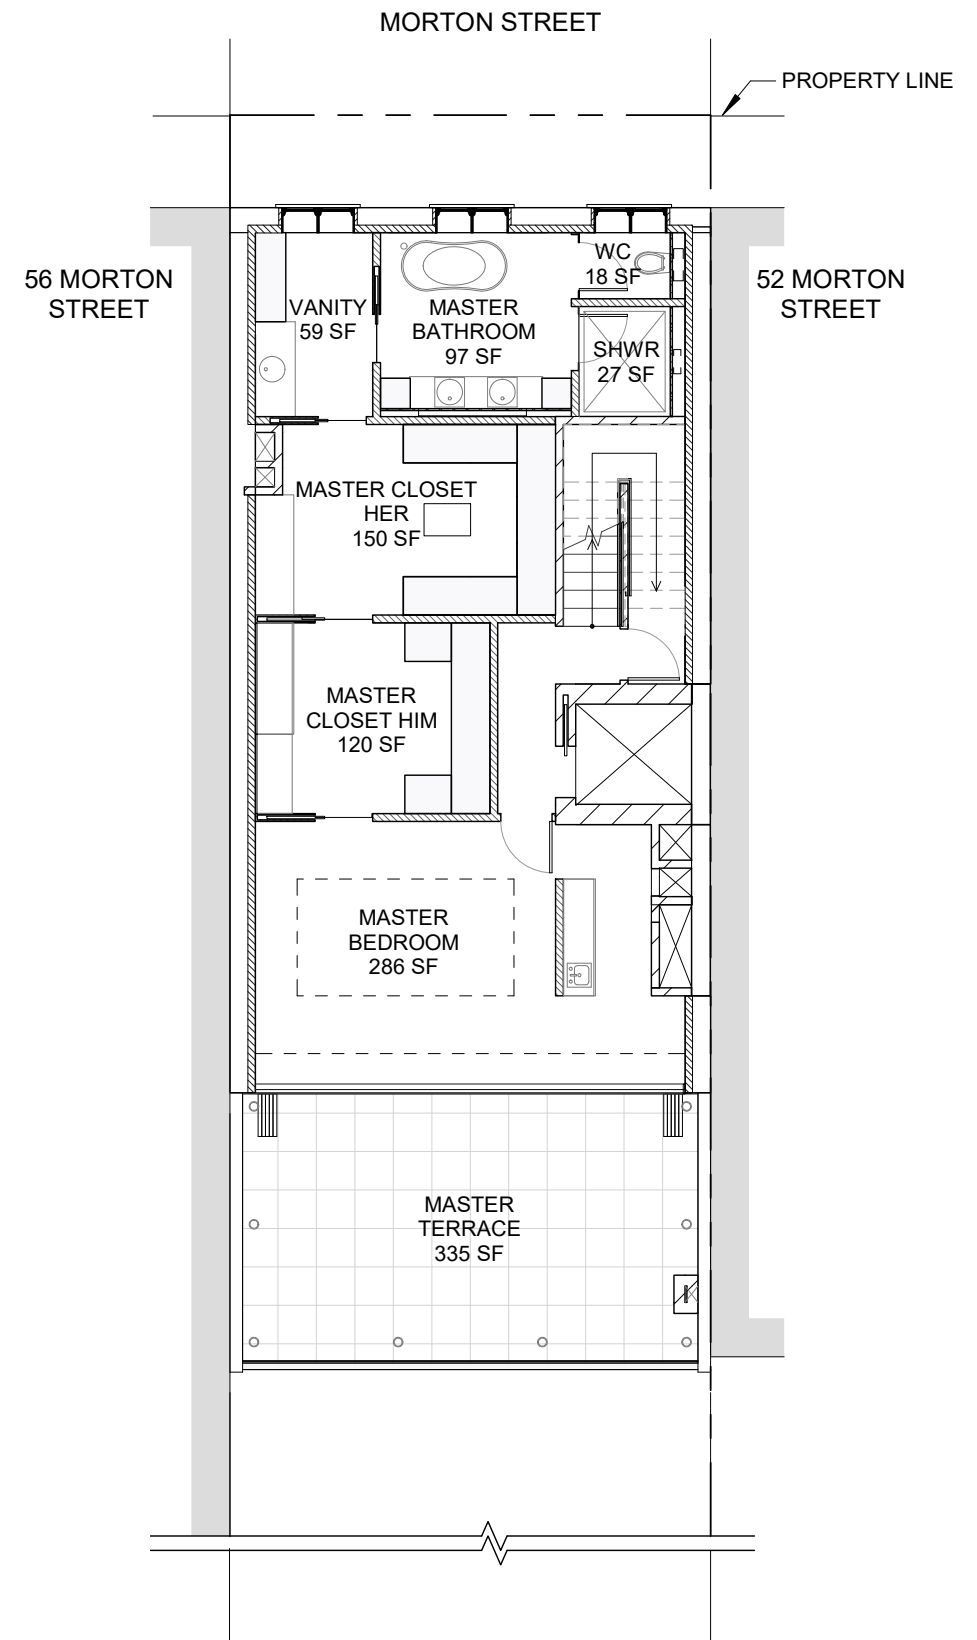 MORTON STREET
PROPERTY LINE
56 MORTON
STREET
52 MORTON
STREET
WC
18 SF
VANITY
59 SF
MASTER
BATHROOM
97 SF
SHWR
27 SF
MASTER CLOSET
HER
150 SF
MASTER
CLOSET HIM
120 SF
MASTER
BEDROOM
286 SF
MASTER
TERRACE
335 SF